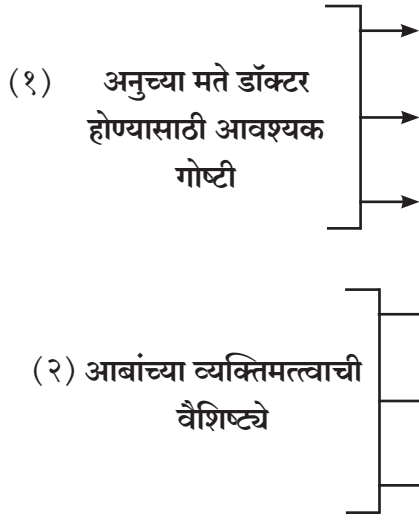 (१) अनुच्या मते डॉक्टर
होण्यासाठी आवश्यक
गोष्टी
(२) आबांच्या व्यक्तिमत्त्वाची
वैशिष्ट्ये